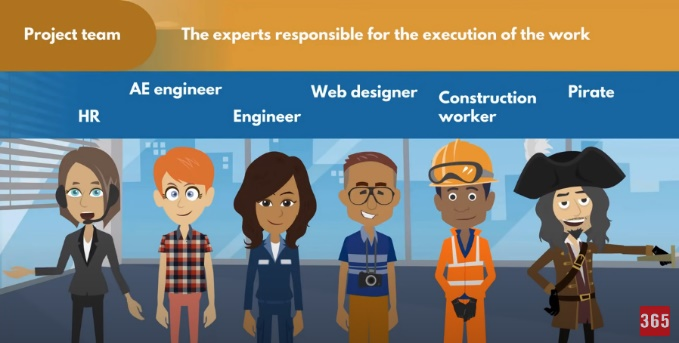 Project team
The experts responsible for the execution of the work
HR
AE engineer
Engineer
Web designer
Construction
worker
Pirate
365